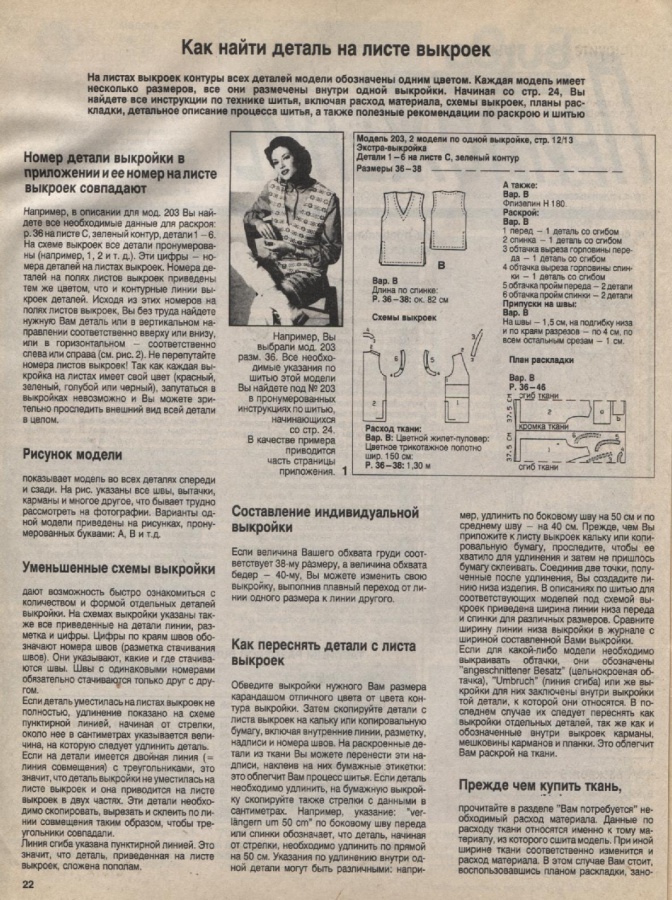 Как найти деталь на листе выкроек
На листах выкроек контуры всех деталей модели обозначены одним цветом. Каждая модель имеет
несколько размеров, все они размечены внутри одной выкройки. Начиная со стр. 24, Вы
найдете все инструкции по технике шитья, включая расход материала, схемы выкроек, планы рас-
кладки, детальное описание процесса шитья, а также полезные рекомендации по раскрою и шитью
Номер детали выкройки в
приложении и ее номер на листе
выкроек совпадают
Например, в описании для мод. 203 Вы най-
дете все необходимые данные для раскроя:
р. 36 на листе С, зеленый контур, детали 1 – 6.
На схеме выкроек все детали пронумерова-
ны (например, 1, 2 и т. д.). Эти цифры — но-
мера деталей на листах выкроек. Номера де-
талей на полях листов выкроек приведены
тем же цветом, что и контурные линии вы-
кроек деталей. Исходя из этих номеров на
полях листов выкроек, Вы без труда найдете
нужную Вам деталь или в вертикальном на-
правлении соответственно вверху или внизу,
или в горизонтальном – соответственно
слева или справа (см. рис. 2). Не перепутайте
номера листов выкроек! Так как каждая вы-
кройка на листах имеет свой цвет (красный,
зеленый, голубой или черный), запутаться в
выкройках невозможно и Вы можете зри-
тельно проследить внешний вид всей детали
в целом.
Рисунок модели
показывает модель во всех деталях спереди
и сзади. На рис. указаны все швы, вытачки,
карманы и многое другое, что бывает трудно
рассмотреть на фотографии. Варианты од-
ной модели приведены на рисунках, прону-
мерованных буквами: А, В и т.д.
Уменьшенные схемы выкройки
дают возможность быстро ознакомиться с
количеством и формой отдельных деталей
выкройки. На схемах выкройки указаны так-
же все приведенные на детали линии, раз-
метка и цифры. Цифры по краям швов обо-
значают номера швов (разметка стачивания
швов). Они указывают, какие и где стачива-
ются швы. Швы с одинаковыми номерами
обязательно стачиваются только друг с дру-
гом.
Если деталь уместилась на листах выкроек не
полностью, удлинение показано на схеме
пунктирной линией, начиная от стрелки,
около нее в сантиметрах указывается вели-
чина, на которую следует удлинить деталь.
Если на детали имеется двойная линия (=
линия совмещения) с треугольниками, это
значит, что деталь выкройки не уместилась на
листе выкроек и она приводится на листе
выкроек в двух частях. Эти детали необхо-
димо скопировать, вырезать и склеить по ли-
нии совмещения таким образом, чтобы тре-
угольники совпадали.
Линия сгиба указана пунктирной линией. Это
значит, что деталь, приведенная на листе
выкроек, сложена пополам.
22
Например, Вы
выбрали мод. 203
разм. 36. Все необхо-
димые указания по
шитью этой модели
Вы найдете под № 203
в пронумерованных
инструкциях по шитью,
начинающихся
со стр. 24.
В качестве примера
приводится
часть страницы
приложения. 1
Модель 203, 2 модели по одной выкройке, стр. 12/13
Экстра-выкройка
Детали 1 – 6 на листе С, зеленый контур
Размеры 36 – 38
В
Вар. В
Длина по спинке:
Р. 36 – 38: ок. 82 см
Схемы выкроек
3
4
6
5
2
1
Расход ткани:
Вар. В: Цветной жилет-пуловер:
Цветное трикотажное полотно
шир. 150 см:
Р. 36 – 38: 1,30 м
А также:
Вар. В
Флизелин Н 180.
Раскрой:
Вар. В
1 перед – 1 деталь со сгибом
2 спинка – 1 деталь со сгибом
3 обтачка выреза горловины пере-
да – 1 деталь со сгибом
4 обтачка выреза горловины спин-
ки – 1 деталь со сгибом
5 обтачка пройм переда – 2 детали
6 обтачка пройм спинки – 2 детали
Припуски на швы:
Вар. В
На швы – 1,5 см, на подгибку низа
и по краям разрезов – по 4 см, по
всем остальным срезам – 1 см.
План раскладки
Вар. В
Р. 36 – 46
сгиб ткани
37,5 СМ
2
кромка ткани
37,5 СМ
сгиб ткани
Составление индивидуальной
выкройки
Если величина Вашего обхвата груди соот-
ветствует 38-му размеру, а величина обхвата
бедер – 40-му, Вы можете изменить свою
выкройку, выполнив плавный переход от ли-
нии одного размера к линии другого.
Как переснять детали с листа
выкроек
Обведите выкройки нужного Вам размера
карандашом отличного цвета от цвета кон-
тура выкройки. Затем скопируйте детали с
листа выкроек на кальку или копировальную
бумагу, включая внутренние линии, разметку,
надписи и номера швов. На раскроенные де-
тали из ткани Вы можете перенести эти на-
дписи, наклеив на них бумажные этикетки:
это облегчит Вам процесс шитья. Если деталь
необходимо удлинить, на бумажную выкрой-
ку скопируйте также стрелки с данными в
сантиметрах. Например, указание: "ver-
längern um 50 cm" по боковому шву переда
или спинки обозначает, что деталь, начиная
от стрелки, необходимо удлинить по прямой
на 50 см. Указания по удлинению внутри од-
ной детали могут быть различными: напри-
мер, удлинить по боковому шву на 50 см и по
среднему шву – на 40 см. Прежде, чем Вы
приложите к листу выкроек кальку или копи-
ровальную бумагу, проследите, чтобы ее
хватило для удлинения и затем не пришлось
бумагу склеивать. Соединив две точки, полу-
ченные после удлинения, Вы создадите ли-
нию низа изделия. В описаниях по шитью для
соответствующих моделей под схемой вы-
кроек приведена ширина линии низа переда
и спинки для различных размеров. Сравните
ширину линии низа выкройки в журнале с
шириной составленной Вами выкройки.
Если для какой-либо модели необходимо
выкраивать обтачки, они обозначены
"angeschnittener Besatz" (цельнокроеная об-
тачка), "Umbruch" (линия сгиба) или же вы-
кройки для них заключены внутри выкройки
той детали, к которой они относятся. В по-
следнем случае их следует переснять как
выкройки отдельных деталей, так же как и
обозначенные внутри выкроек карманы,
мешковины карманов и планки. Это облегчит
Вам раскрой на ткани.
Прежде чем купить ткань,
прочитайте в разделе "Вам потребуется" не-
обходимый расход материала. Данные по
расходу ткани относятся именно к тому ма-
териалу, из которого сшита модель. При иной
ширине ткани соответственно изменится и
расход материала. В этом случае Вам стоит,
воспользовавшись планом раскладки, зано-